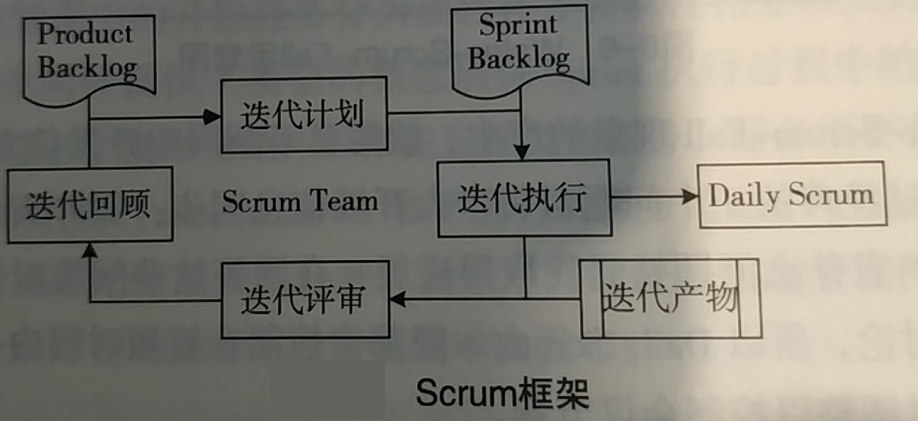 Product
Backlog
Sprint
Backlog
迭代计划
迭代回顾
Scrum Team
迭代执行
Daily Scrum
迭代评审
迭代产物
Scrum框架